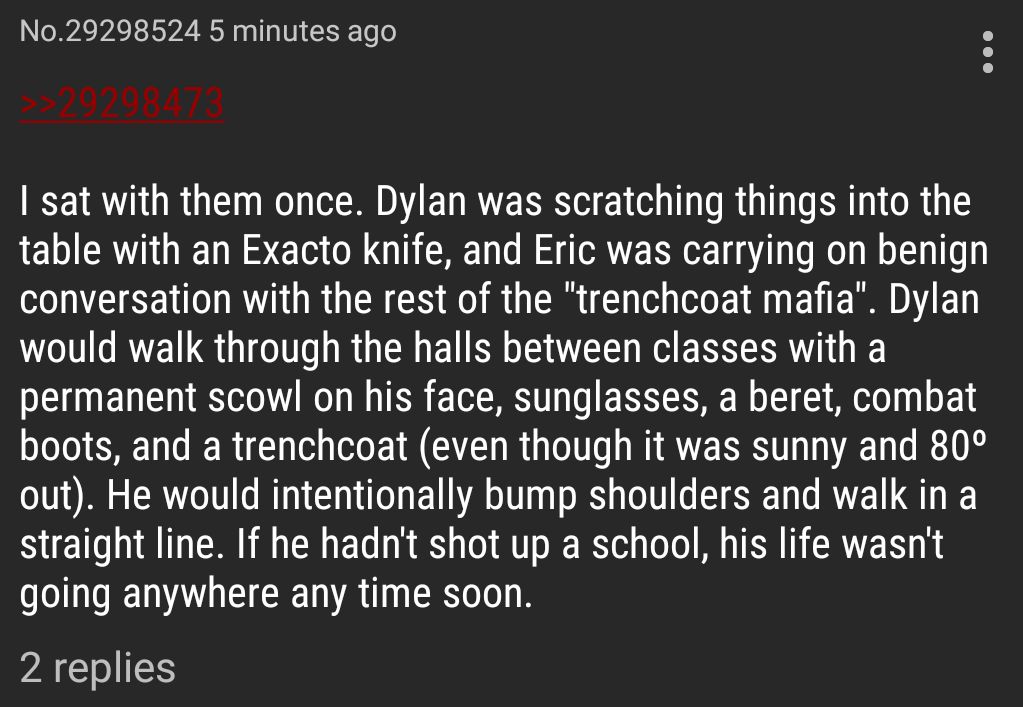 No.29298524 5 minutes ago
>>29298473
I sat with them once. Dylan was scratching things into the
table with an Exacto knife, and Eric was carrying on benign
conversation with the rest of the "trenchcoat mafia". Dylan
would walk through the halls between classes with a
permanent scowl on his face, sunglasses, a beret, combat
boots, and a trenchcoat (even though it was sunny and 80º
out). He would intentionally bump shoulders and walk in a
straight line. If he hadn't shot up a school, his life wasn't
going anywhere any time soon.
2 replies